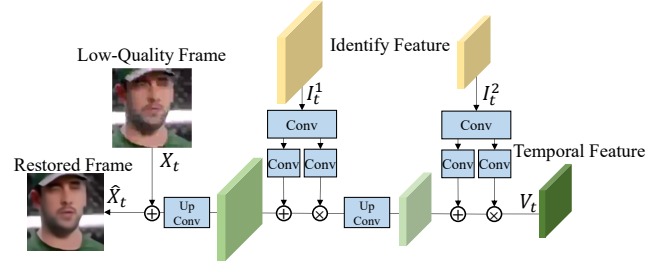 Low-Quality Frame
Identify Feature
I_t^1
I_t^2
Conv
Conv
X_t
Conv
Conv
Conv
Conv
Temporal Feature
Restored Frame
X̂_t
Up
Conv
+
+
×
Up
Conv
+
×
V_t